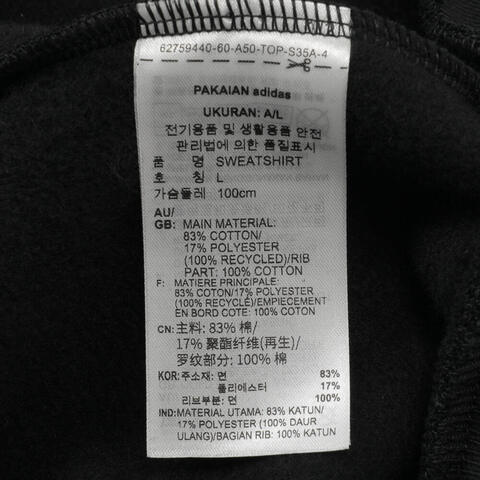 62759440-60-A50-TOP-S35A-4
PAKAIAN adidas
UKURAN: A/L
전기용품 및 생활용품 안전
관리법에 의한 품질표시
품 명 SWEATSHIRT
호 칭 L
가슴둘레 100cm
AU/
GB: MAIN MATERIAL:
83% COTTON/
17% POLYESTER
(100% RECYCLED)/RIB
PART: 100% COTTON
F: MATIERE PRINCIPALE:
83% COTON/17% POLYESTER
(100% RECYCLÉ)/EMPIECEMENT
EN BORD COTE: 100% COTON
CN: 主料: 83% 棉/
17% 聚酯纤维(再生)/
罗纹部分: 100% 棉
KOR: 주소재: 면 83%
폴리에스터 17%
리브부분: 면 100%
IND: MATERIAL UTAMA: 83% KATUN/
17% POLYESTER (100% DAUR
ULANG)/BAGIAN RIB: 100% KATUN